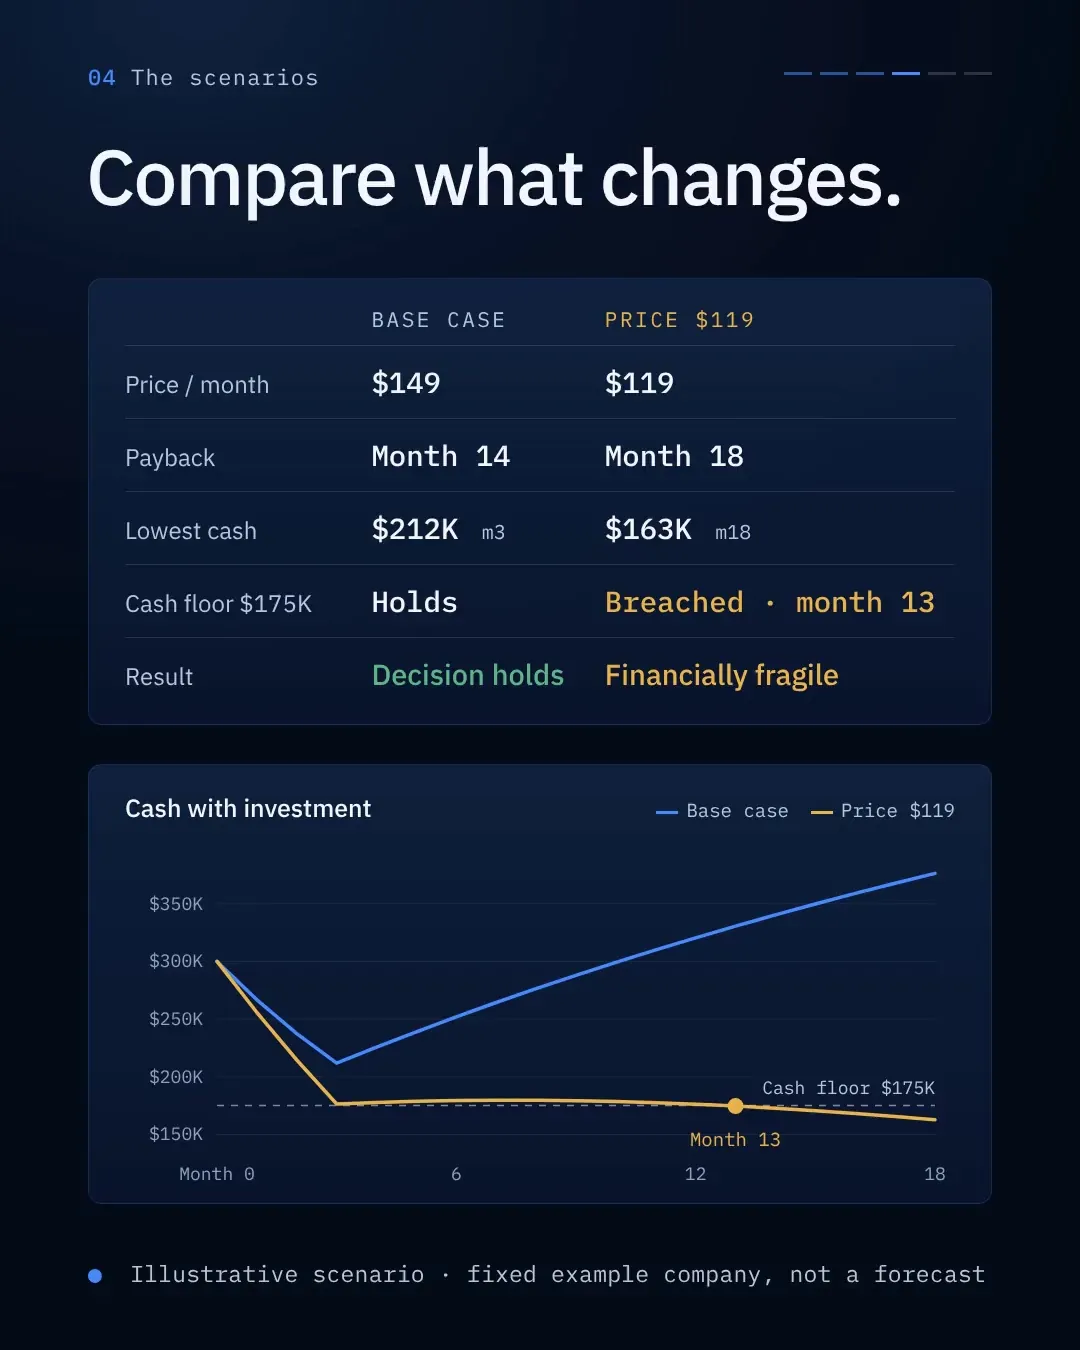 04 The scenarios
Compare what changes.
BASE CASE PRICE $119
Price / month $149 $119
Payback Month 14 Month 18
Lowest cash $212K m3 $163K m18
Cash floor $175K Holds Breached · month 13
Result Decision holds Financially fragile
Cash with investment Base case Price $119
$350K
$300K
$250K
$200K
Cash floor $175K
$150K
Month 13
Month 0 6 12 18
Illustrative scenario · fixed example company, not a forecast